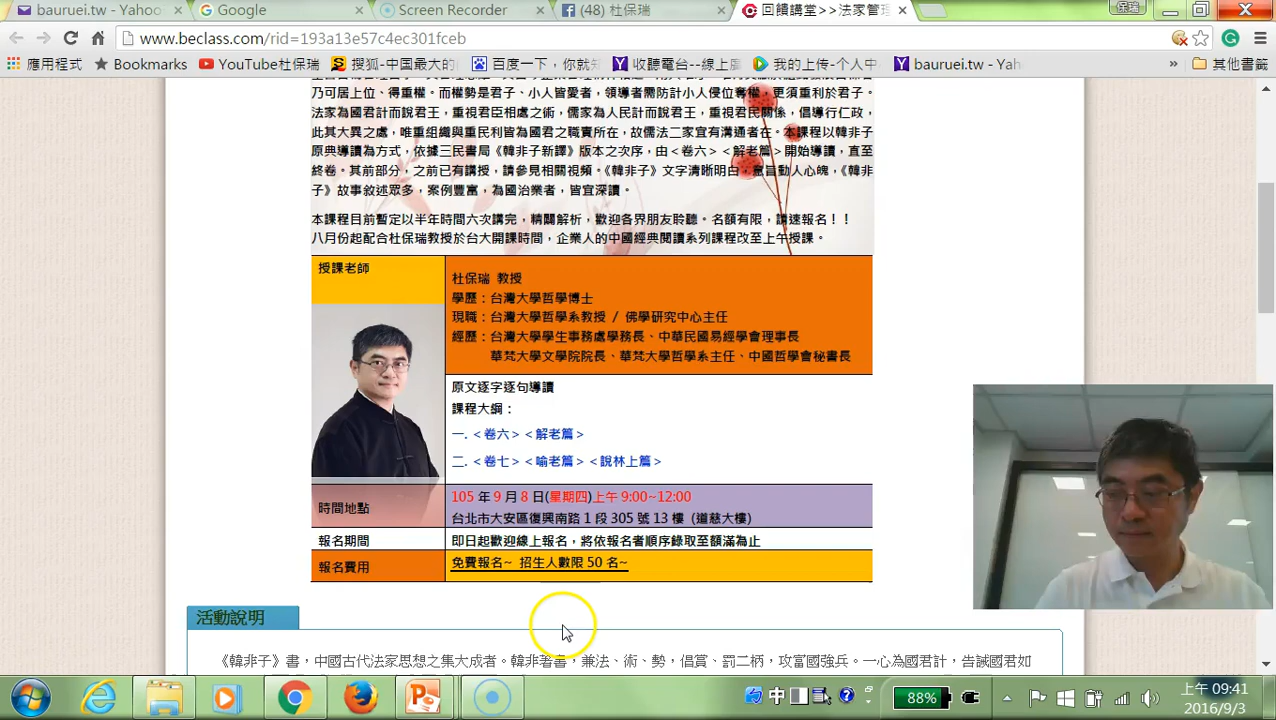 bauruei.tw - Yahoo
Google
Screen Recorder
(48) 杜保瑞
回饋講堂>>法家管理
保瑞
www.beclass.com/rid=193a13e57c4ec301fceb
應用程式
Bookmarks
YouTube杜保瑞
搜狐-中國最大的
百度一下，你就知
收聽電台--線上廣
我的上传-个人中
bauruei.tw - Yah
»
其他書籤
乃可居上位、得重權。而權勢是君子、小人皆愛者，領導者需防計小人侵位奪權，更須重利於君子。
法家為國君計而說君王，重視君臣相處之術，儒家為人民計而說君王，重視君民關係，倡導行仁政，
此其大異之處，唯重組織與重民利皆為國君之職責所在，故儒法二家宜有溝通者在。本課程以韓非子
原典導讀為方式，依據三民書局《韓非子新譯》版本之次序，由<卷六><解老篇>開始導讀，直至
終卷。其前部分，之前已有講授，請參見相關視頻。《韓非子》文字清晰明白，意旨動人心魄，《韓非
子》故事敘述眾多，案例豐富，為國治業者，皆宜深讀。
本課程目前暫定以半年時間六次講完，精闢解析，歡迎各界朋友聆聽。名額有限，請速報名！！
八月份起配合杜保瑞教授於台大開課時間，企業人的中國經典閱讀系列課程改至上午授課。
授課老師
杜保瑞 教授
學歷：台灣大學哲學博士
現職：台灣大學哲學系教授 / 佛學研究中心主任
經歷：台灣大學學生事務處學務長、中華民國易經學會理事長
華梵大學文學院院長、華梵大學哲學系主任、中國哲學會秘書長
原文逐字逐句導讀
課程大綱：
一. <卷六><解老篇>
二. <卷七><喻老篇><說林上篇>
時間地點
105 年 9 月 8 日(星期四)上午 9:00~12:00
台北市大安區復興南路 1 段 305 號 13 樓 (道慈大樓)
報名期間
即日起歡迎線上報名，將依報名者順序錄取至額滿為止
報名費用
免費報名~ 招生人數限 50 名~
活動說明
《韓非子》書，中國古代法家思想之集大成者。韓非著書，兼法、術、勢，倡賞、罰二柄，攻富國強兵。一心為國君計，告誡國君如
中
88%
上午 09:41
2016/9/3